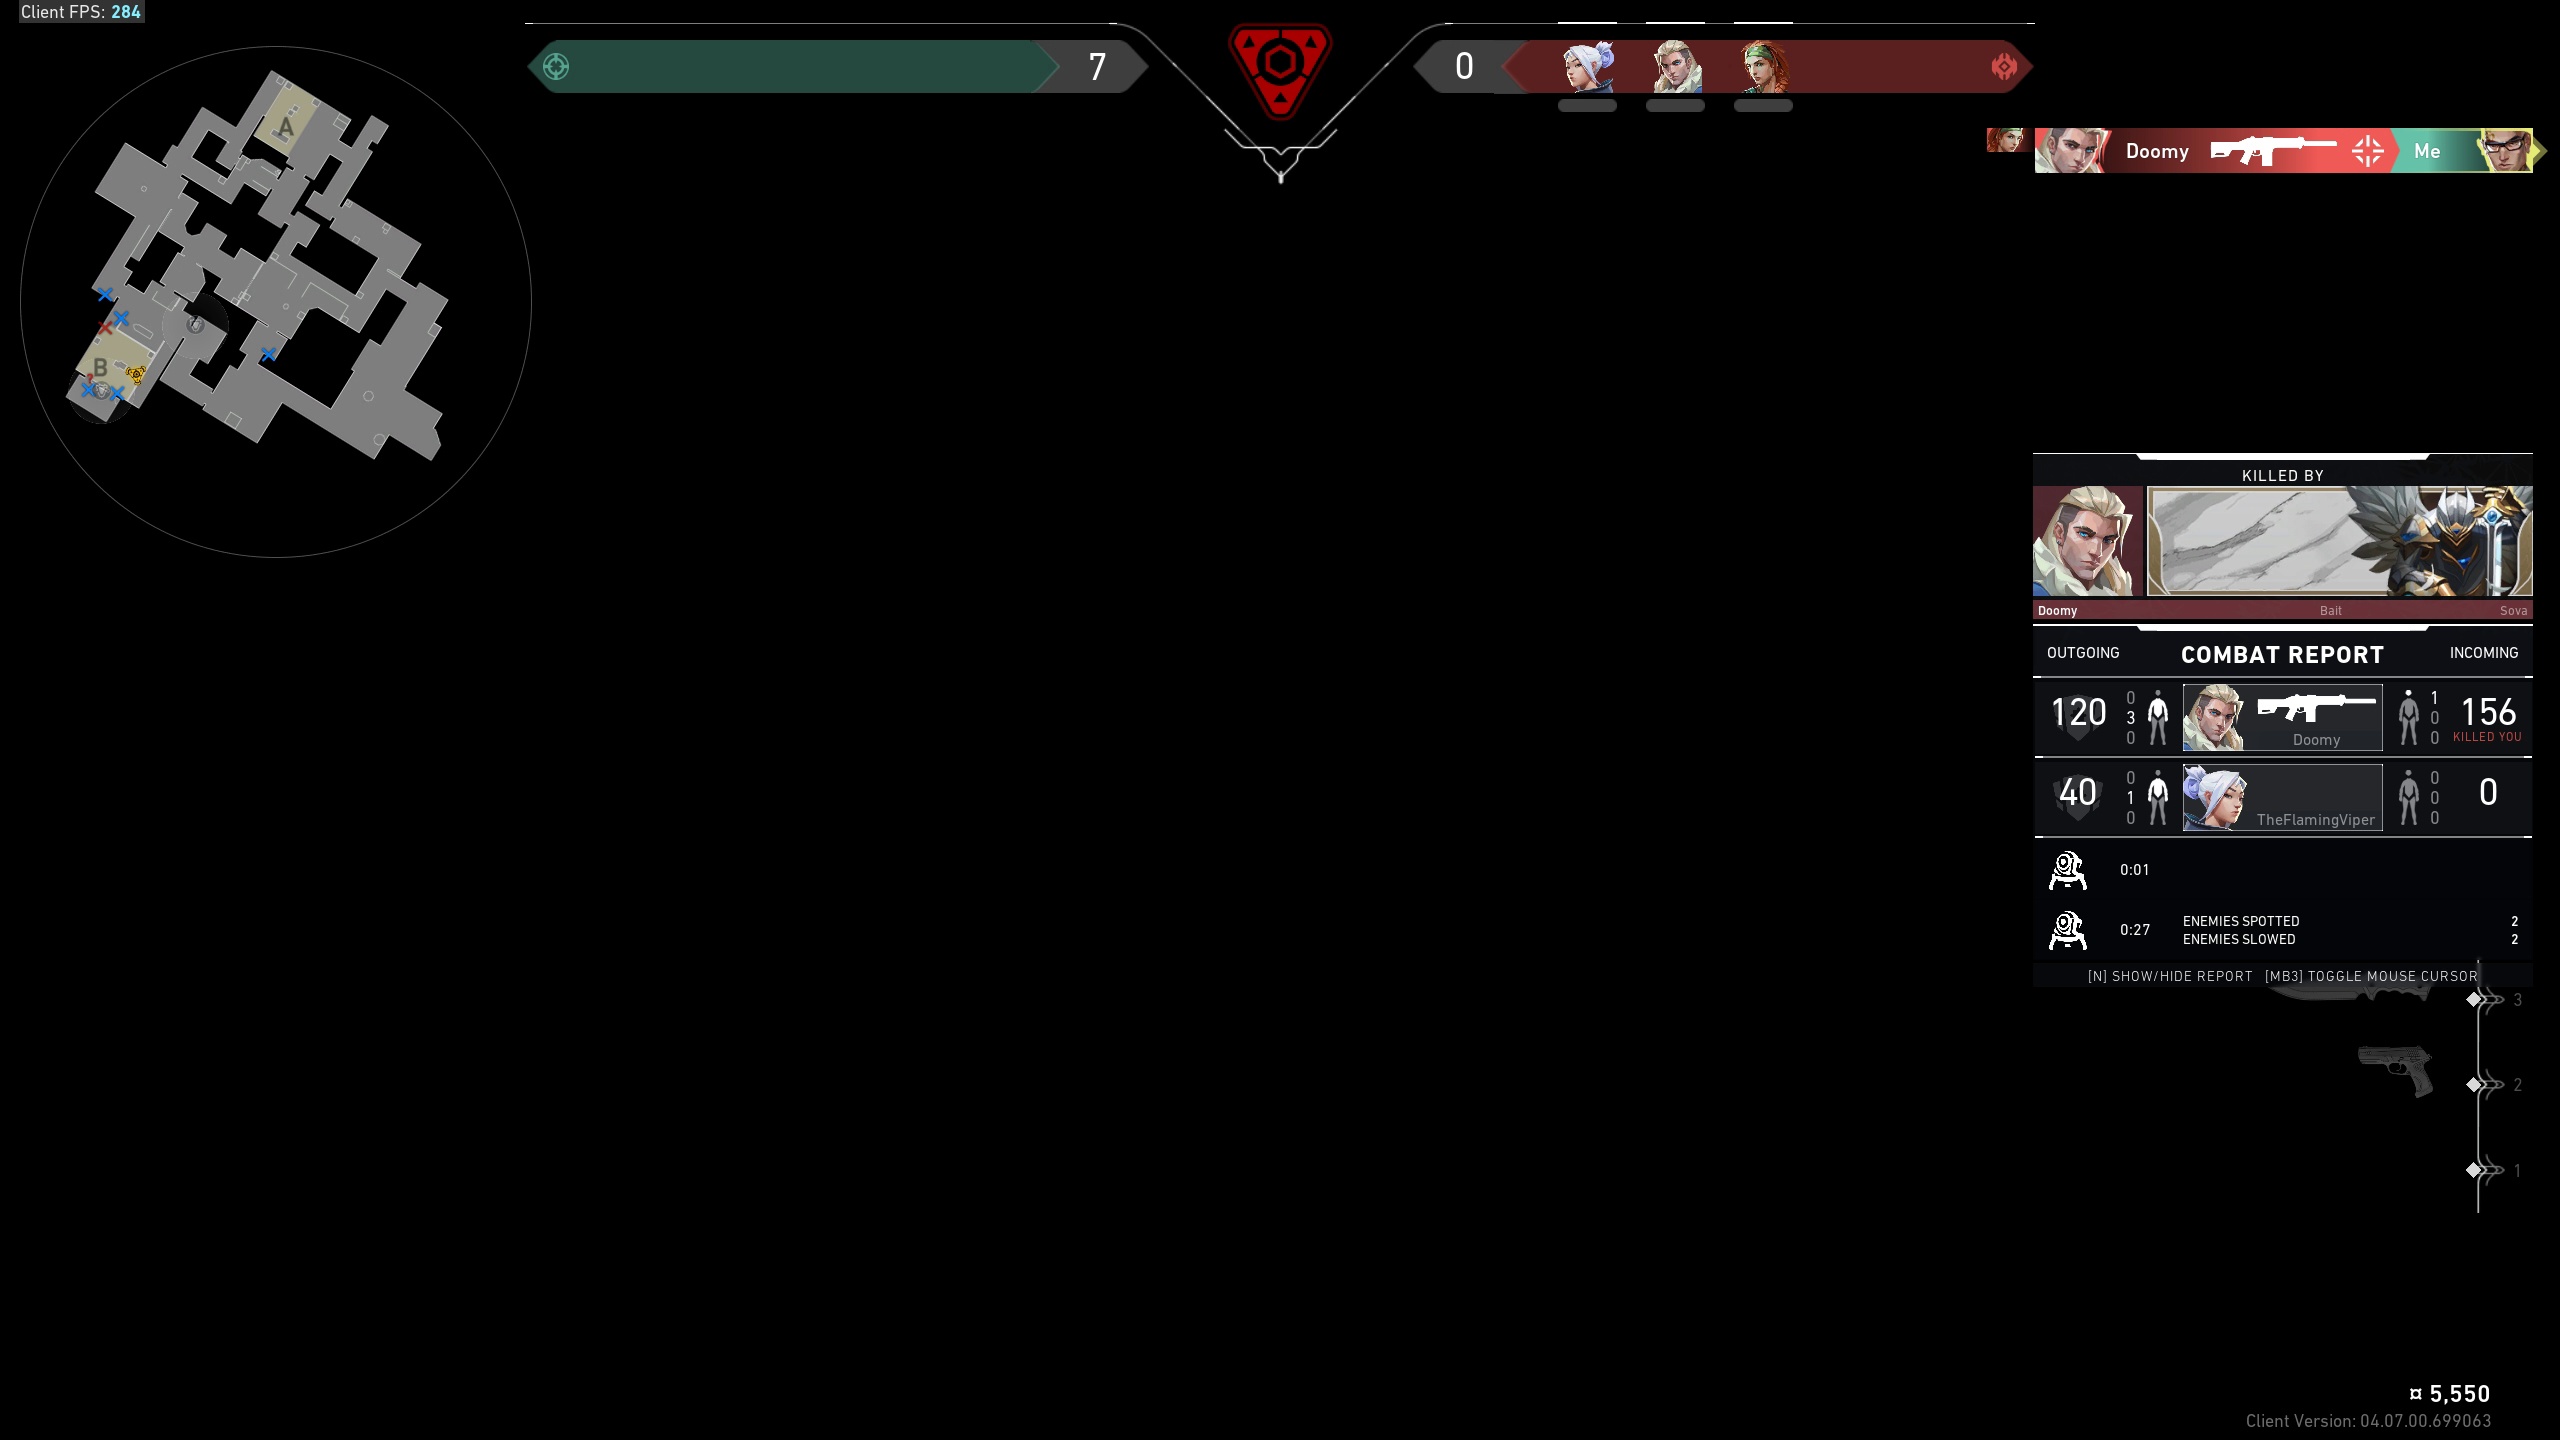 Client FPS: 284
7
0
A
B
Doomy Me
KILLED BY
Doomy Bait Sova
OUTGOING COMBAT REPORT INCOMING
120
0
3
0
Doomy
1
0
0
156
KILLED YOU
40
0
1
0
TheFlamingViper
0
0
0
0
0:01
0:27
ENEMIES SPOTTED 2
ENEMIES SLOWED 2
[N] SHOW/HIDE REPORT [MB3] TOGGLE MOUSE CURSOR
3
2
1
¤ 5,550
Client Version: 04.07.00.699063